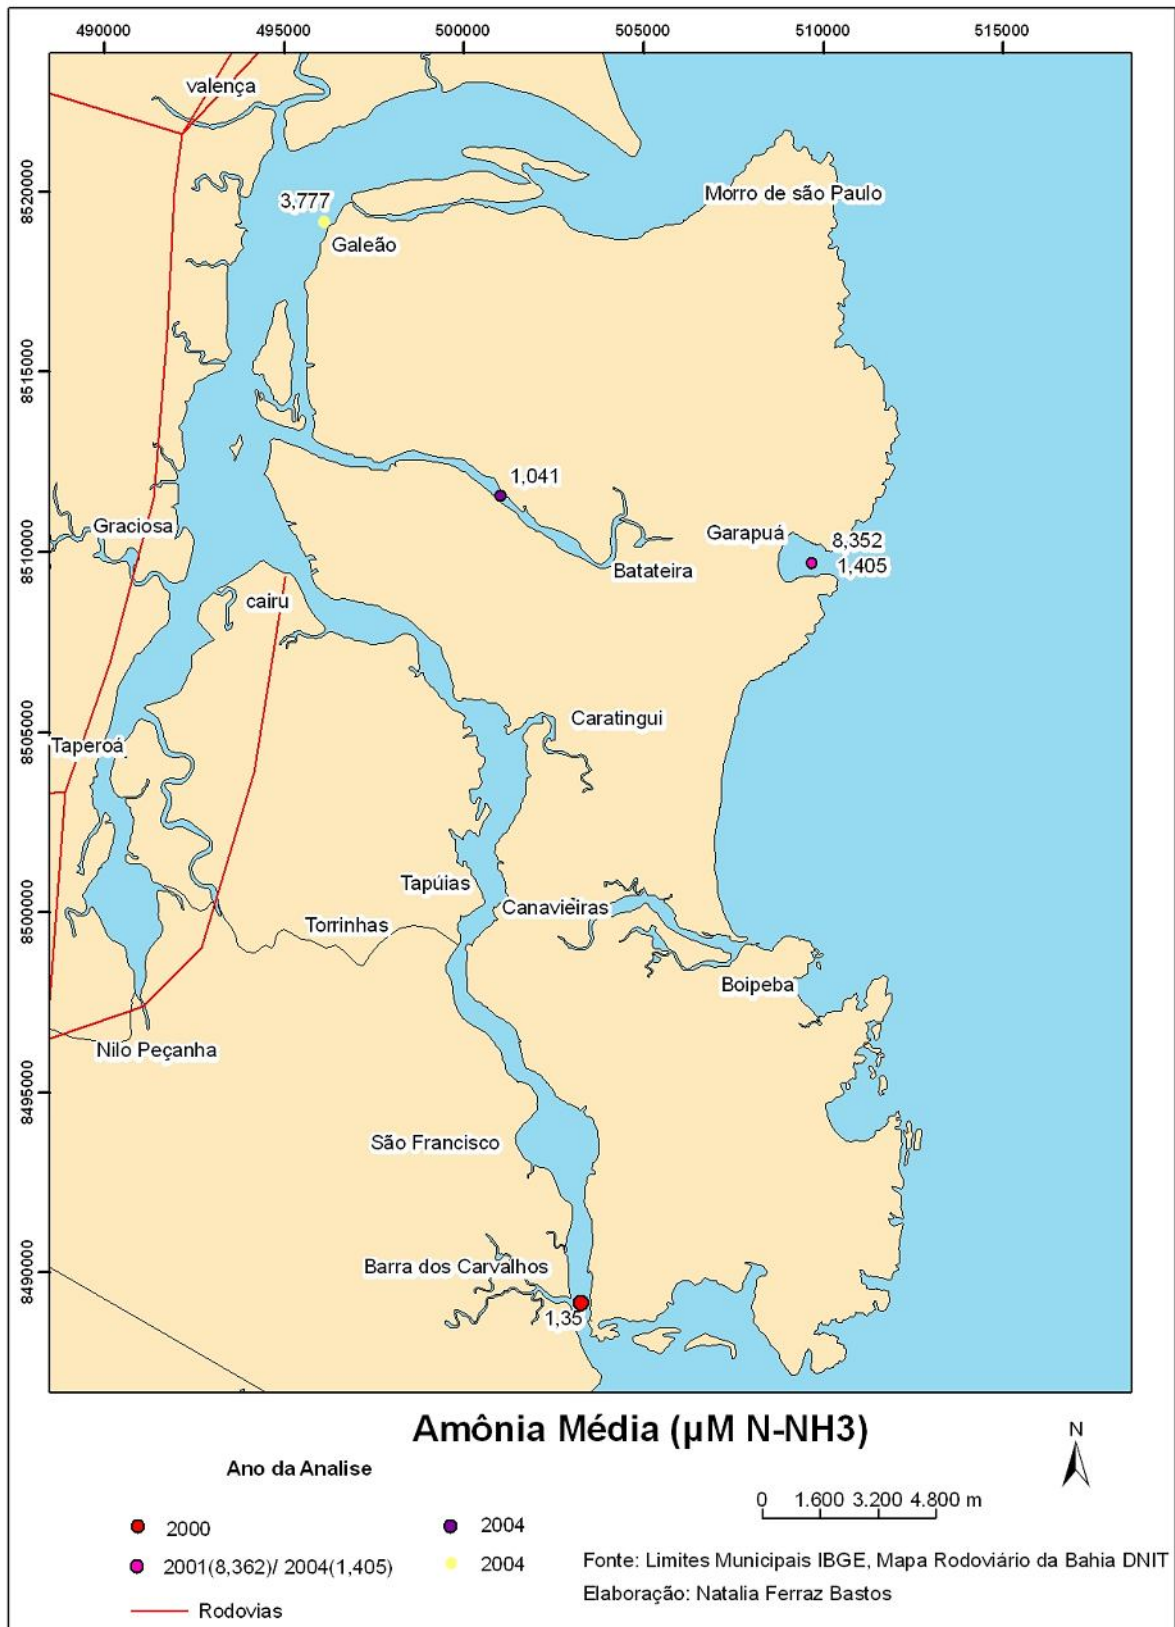 490000 495000 500000 505000 510000 515000
valença
8520000
Morro de são Paulo
3,777
Galeão
8515000
1,041
Graciosa
Garapuá
8,352
8510000
1,405
Batateira
cairu
Caratingui
8505000
Taperoá
Tapúias
Canavieiras
8500000
Torrinhas
Boipeba
Nilo Peçanha
8495000
São Francisco
Barra dos Carvalhos
8490000
1,35
Amônia Média (µM N-NH3)
N
Ano da Analise
0 1.600 3.200 4.800 m
2000
2004
2001(8,362)/ 2004(1,405)
2004
Rodovias
Fonte: Limites Municipais IBGE, Mapa Rodoviário da Bahia DNIT
Elaboração: Natalia Ferraz Bastos